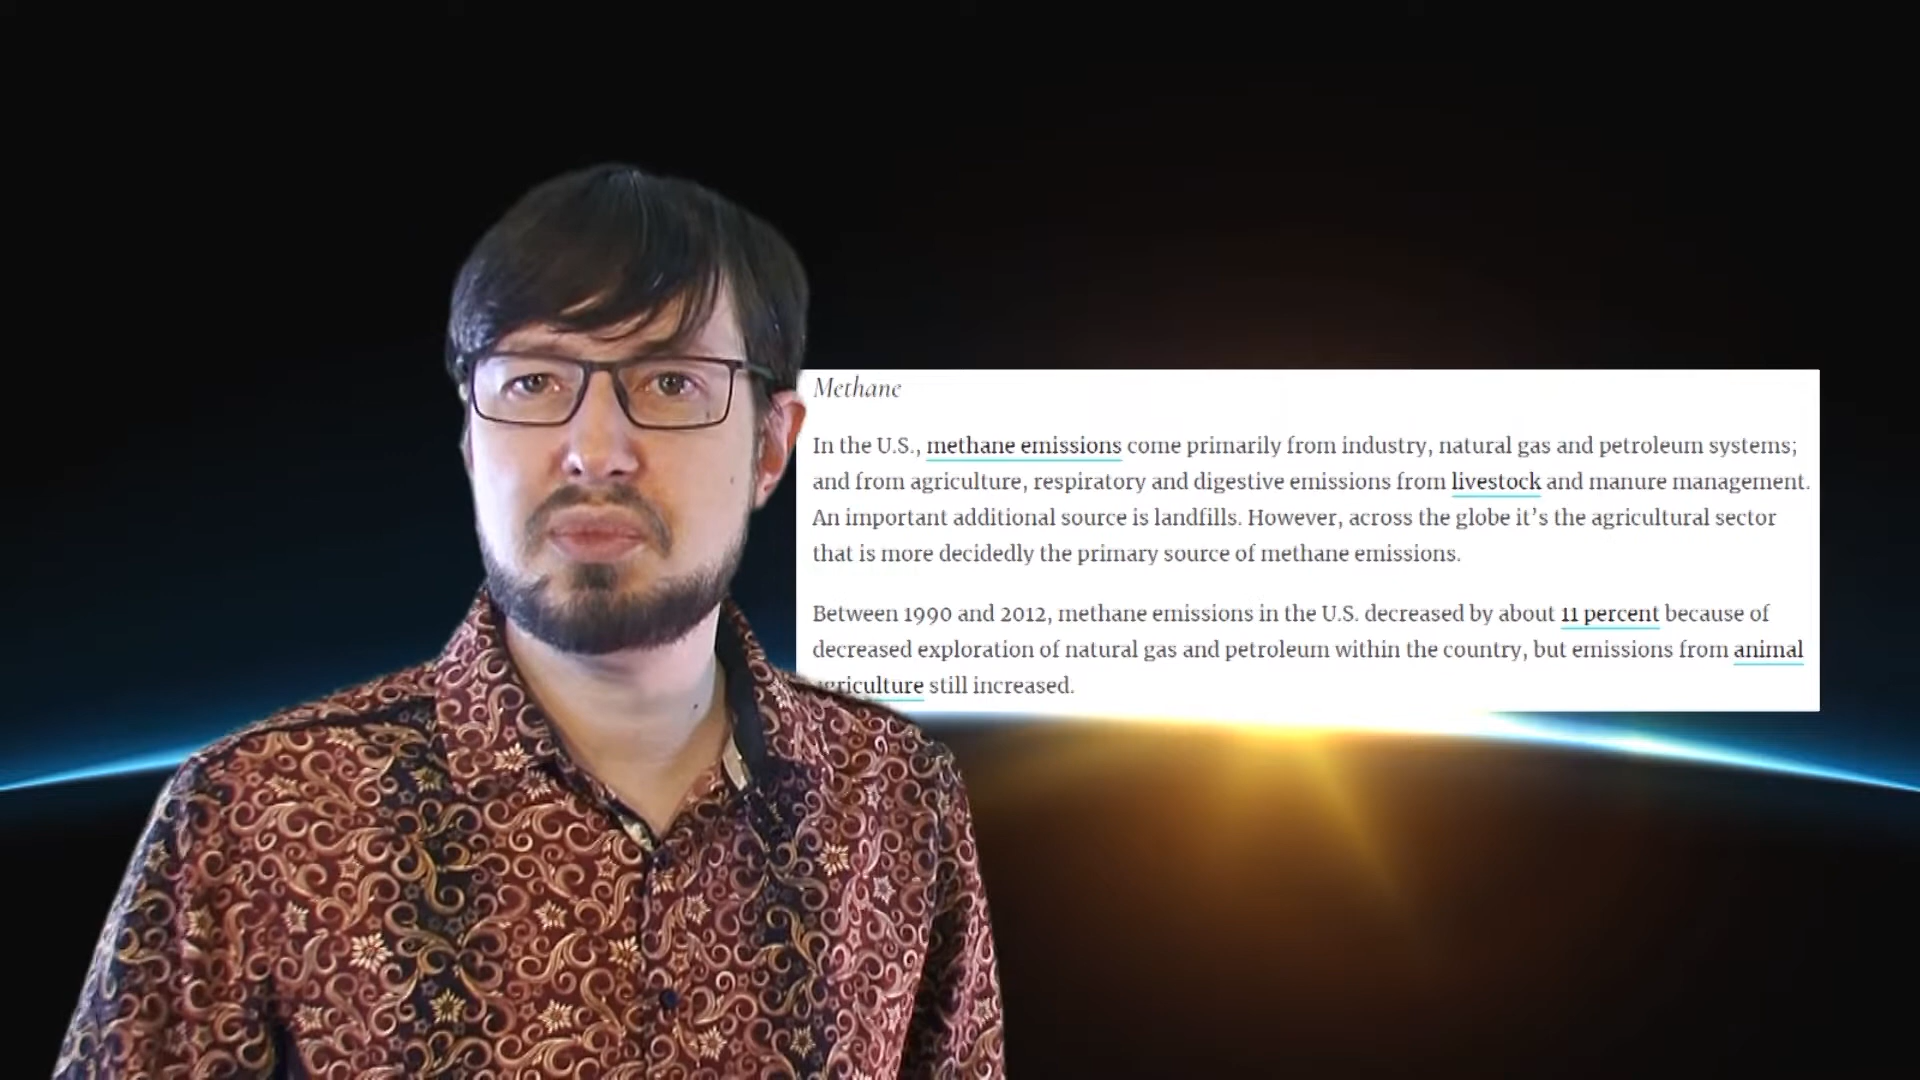 Methane
In the U.S., methane emissions come primarily from industry, natural gas and petroleum systems;
and from agriculture, respiratory and digestive emissions from livestock and manure management.
An important additional source is landfills. However, across the globe it’s the agricultural sector
that is more decidedly the primary source of methane emissions.
Between 1990 and 2012, methane emissions in the U.S. decreased by about 11 percent because of
decreased exploration of natural gas and petroleum within the country, but emissions from animal
agriculture still increased.